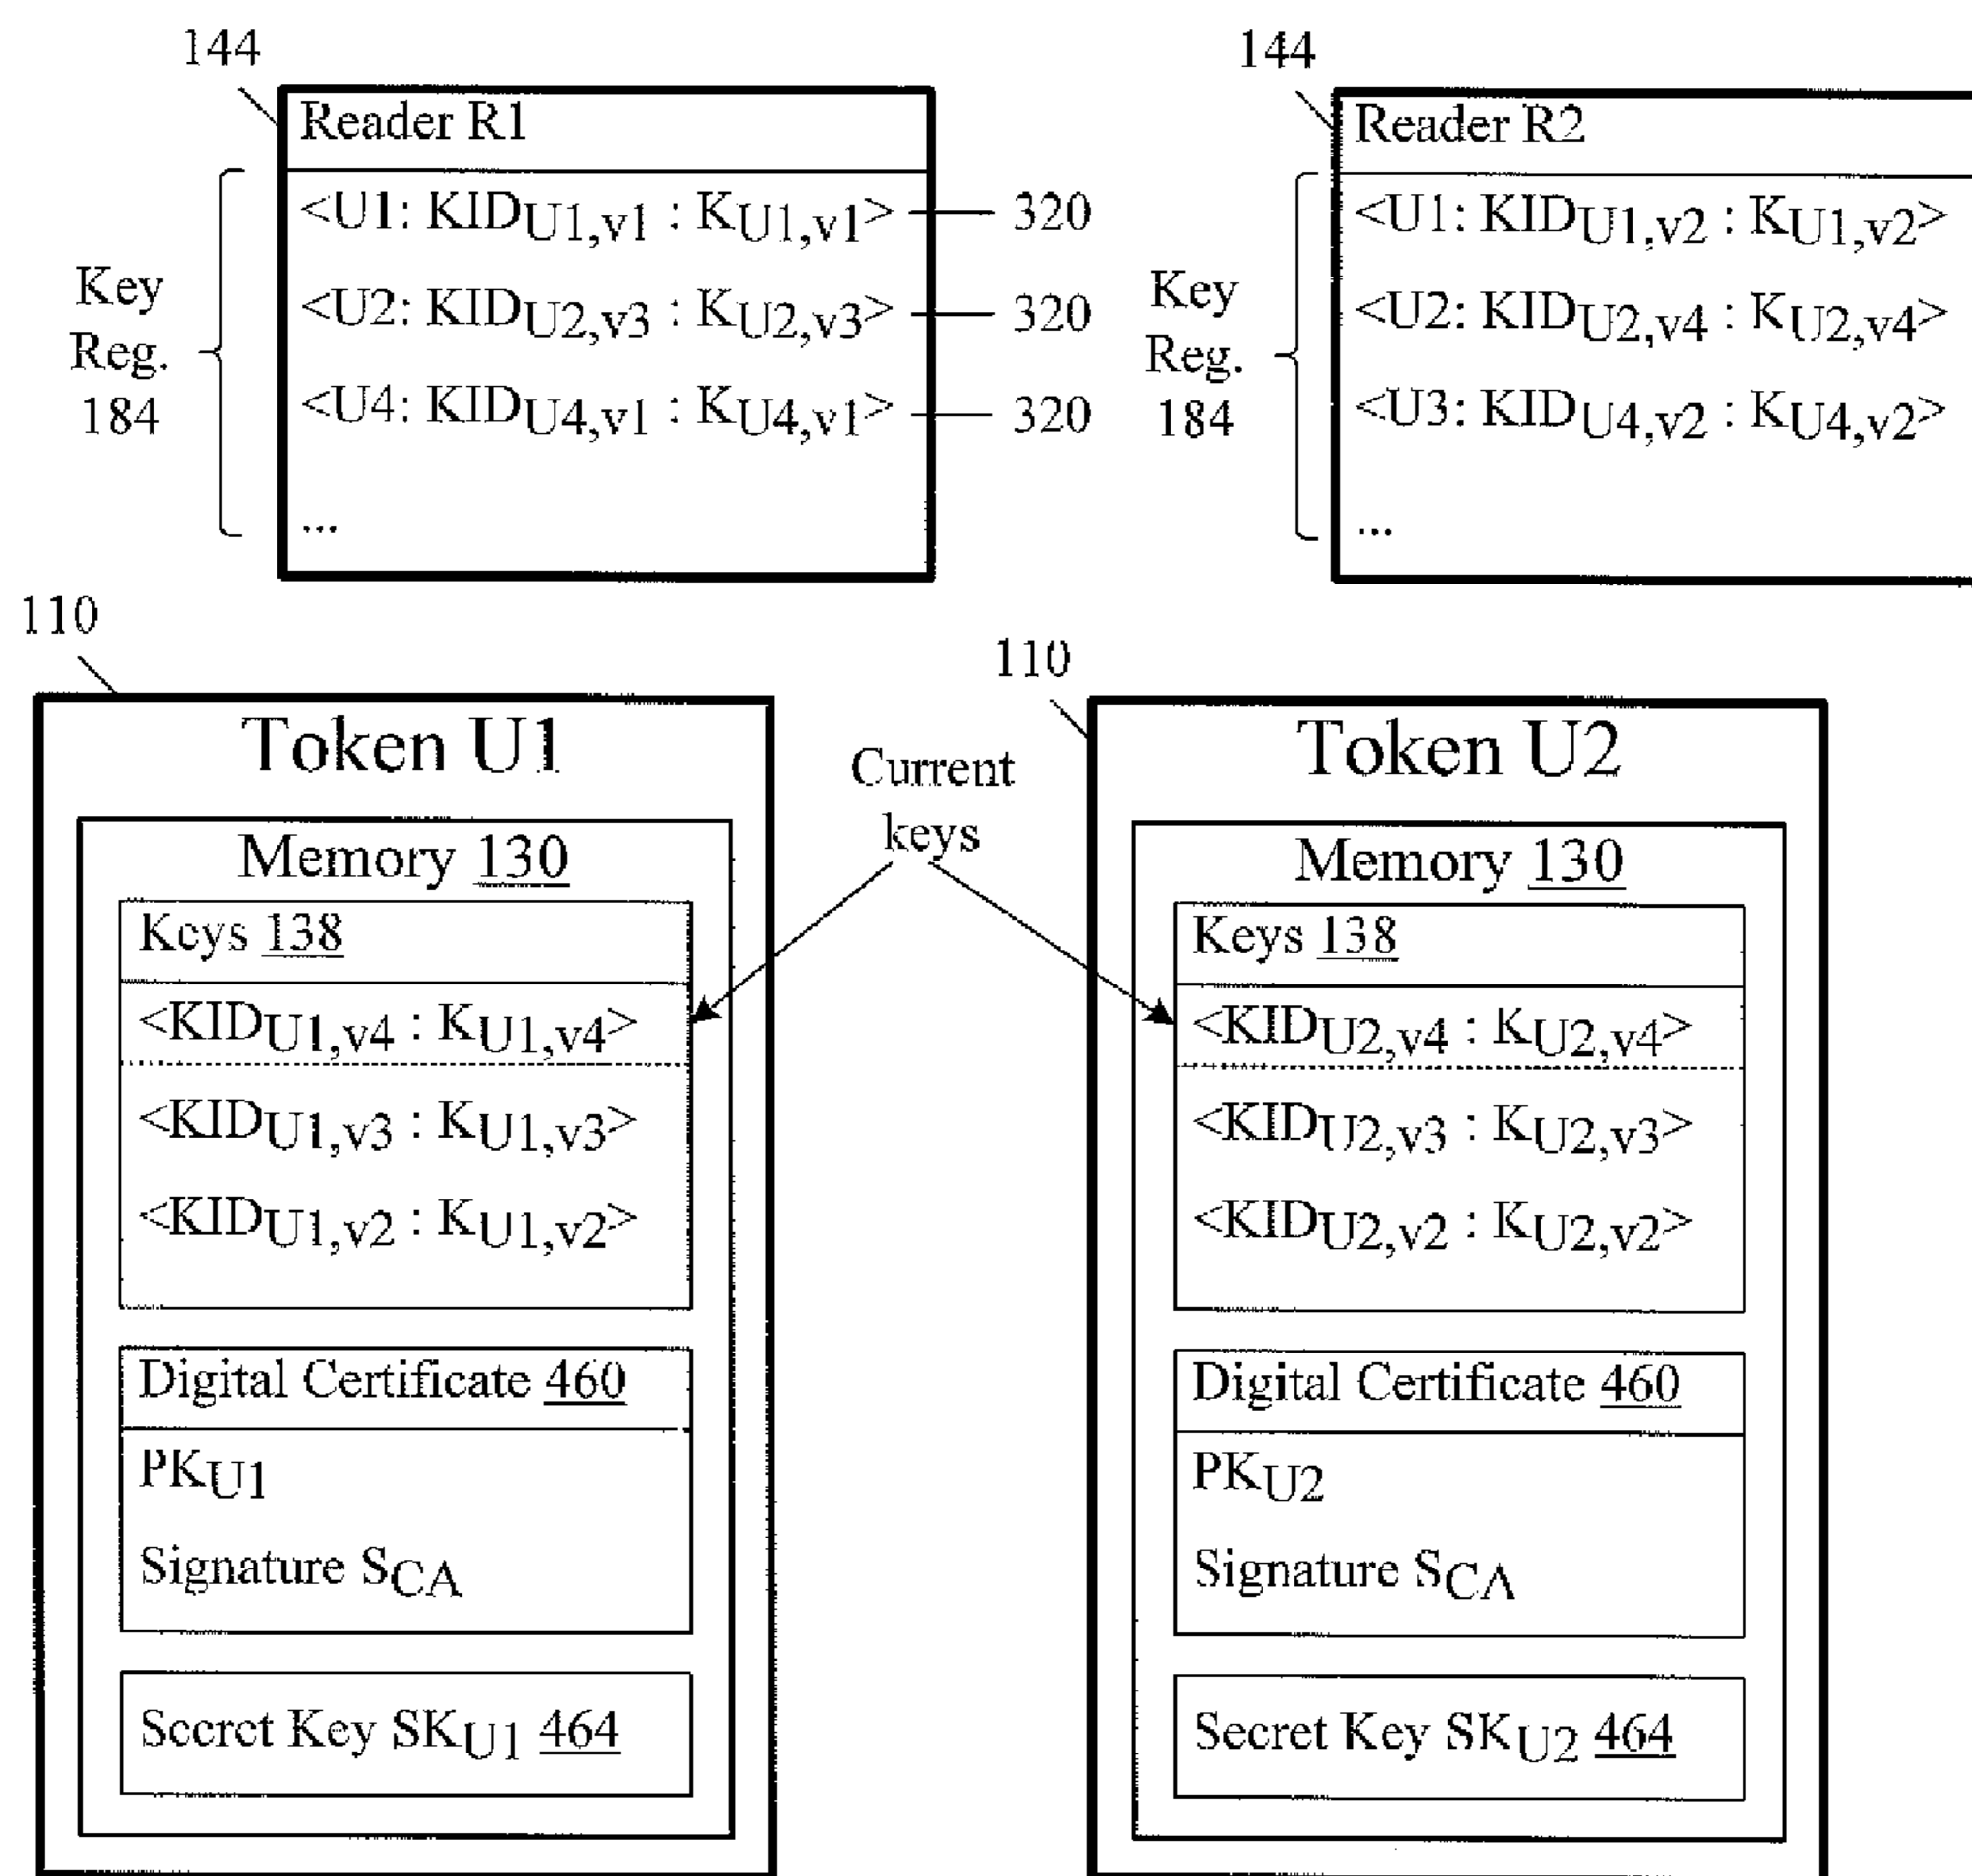 144
Reader R1
<U1: KIDU1,v1 : KU1,v1>
320
<U2: KIDU2,v3 : KU2,v3>
320
<U4: KIDU4,v1 : KU4,v1>
320
...
Key
Reg.
184
144
Reader R2
<U1: KIDU1,v2 : KU1,v2>
<U2: KIDU2,v4 : KU2,v4>
<U3: KIDU4,v2 : KU4,v2>
...
Key
Reg.
184
110
Token U1
Memory 130
Keys 138
<KIDU1,v4 : KU1,v4>
<KIDU1,v3 : KU1,v3>
<KIDU1,v2 : KU1,v2>
Digital Certificate 460
PKU1
Signature SCA
Secret Key SKU1 464
Current
keys
110
Token U2
Memory 130
Keys 138
<KIDU2,v4 : KU2,v4>
<KIDU2,v3 : KU2,v3>
<KIDU2,v2 : KU2,v2>
Digital Certificate 460
PKU2
Signature SCA
Secret Key SKU2 464